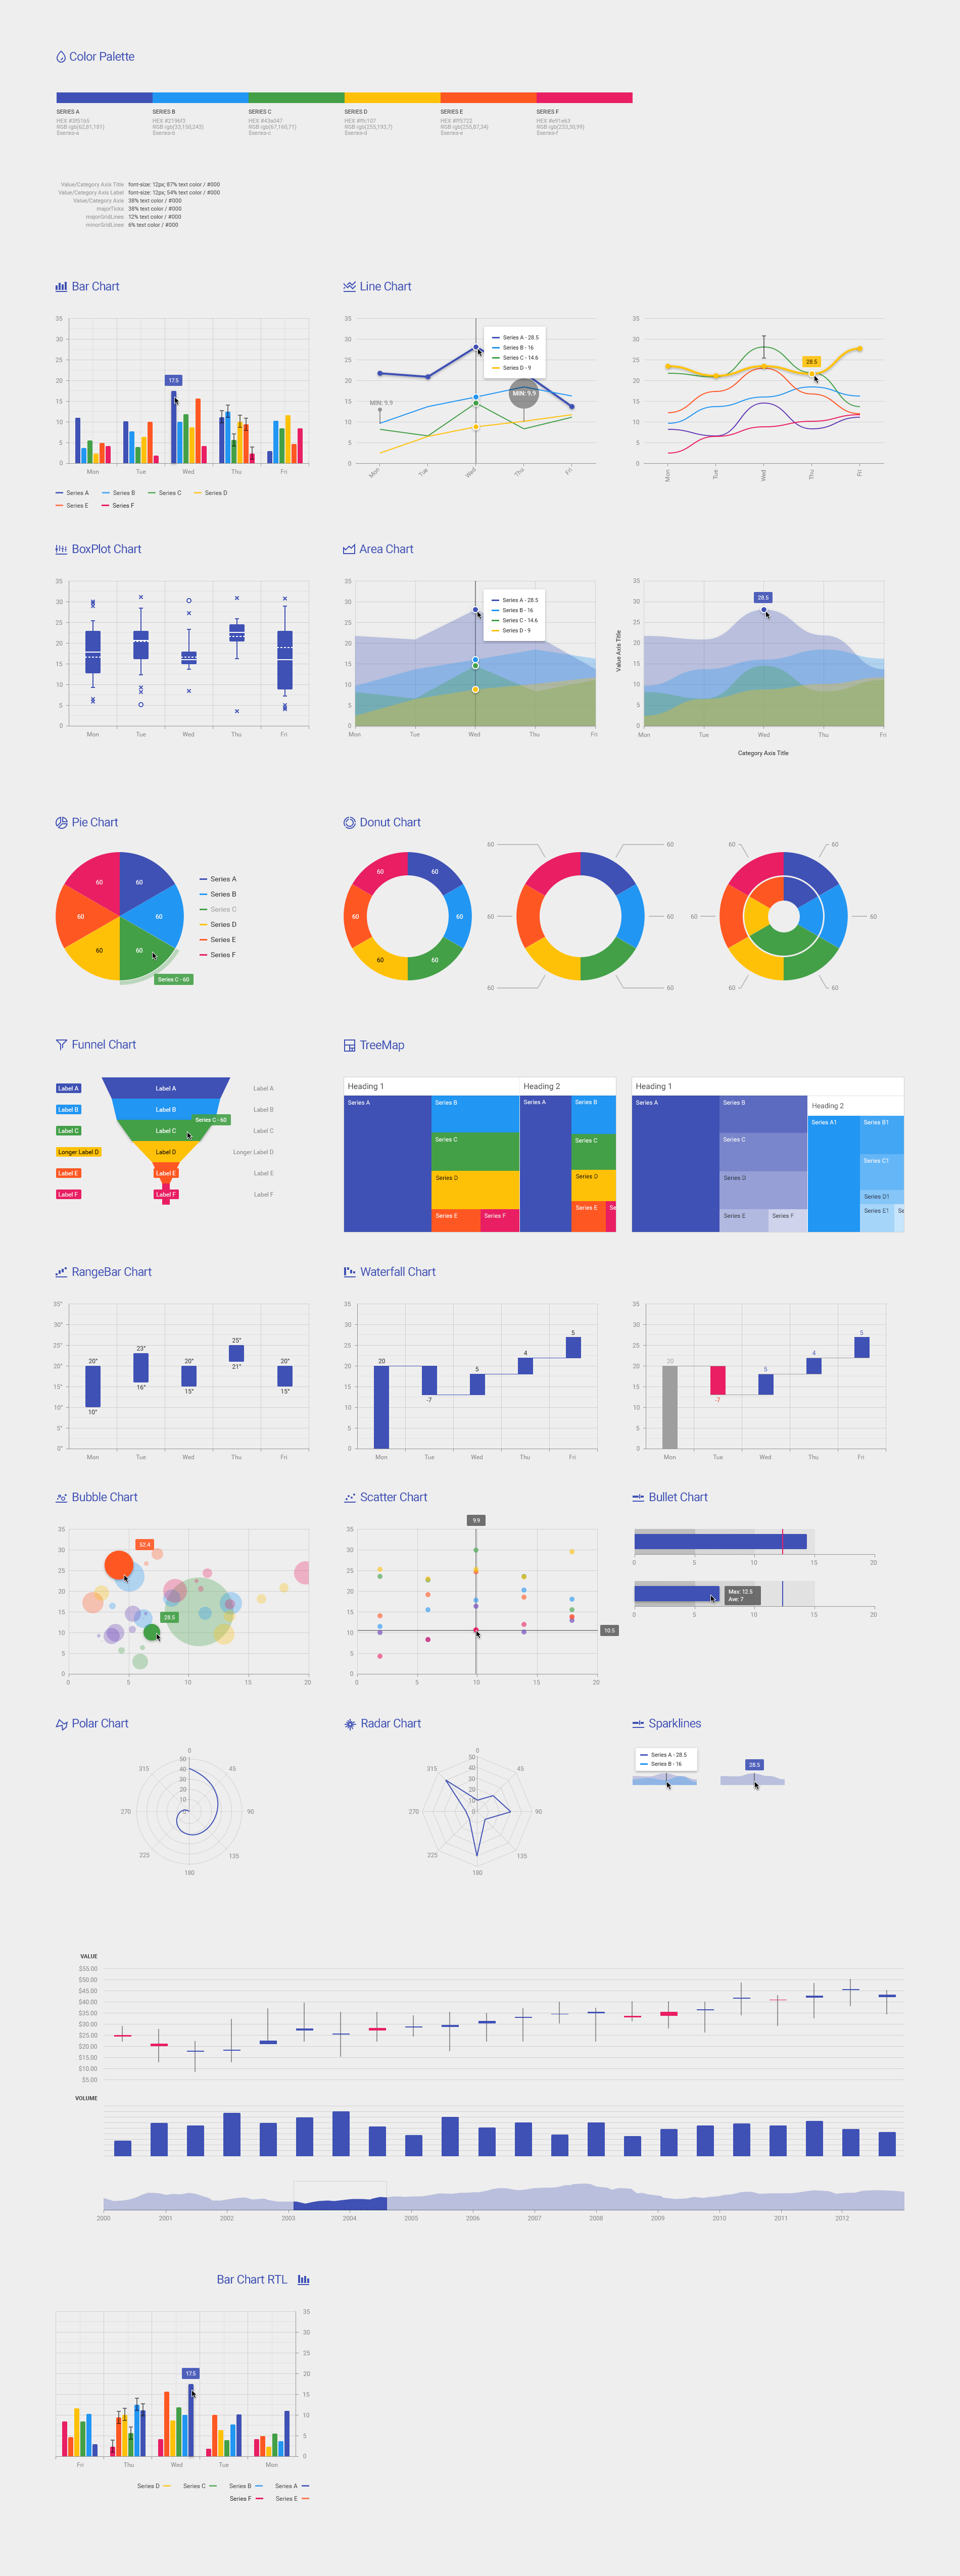 Color Palette
SERIES A
HEX #3f51b5
RGB rgb(62,81,181)
$series-a
SERIES B
HEX #2196f3
RGB rgb(33,150,243)
$series-b
SERIES C
HEX #43a047
RGB rgb(67,160,71)
$series-c
SERIES D
HEX #ffc107
RGB rgb(255,193,7)
$series-d
SERIES E
HEX #ff5722
RGB rgb(255,87,34)
$series-e
SERIES F
HEX #e91e63
RGB rgb(233,30,99)
$series-f
Value/Category Axis Title font-size: 12px; 87% text color / #000
Value/Category Axis Label font-size: 12px; 54% text color / #000
Value/Category Axis 38% text color / #000
majorTicks 38% text color / #000
majorGridLines 12% text color / #000
minorGridLines 6% text color / #000
Bar Chart
35
30
25
20
15
10
5
0
17.5
Mon Tue Wed Thu Fri
Series A Series B Series C Series D
Series E Series F
Line Chart
35
30
25
20
15
10
5
0
Series A - 28.5
Series B - 16
Series C - 14.6
Series D - 9
MIN: 9.9
MIN: 9.9
Mon Tue Wed Thu Fri
35
30
25
20
15
10
5
0
28.5
Mon Tue Wed Thu Fri
BoxPlot Chart
35
30
25
20
15
10
5
0
Mon Tue Wed Thu Fri
Area Chart
35
30
25
20
15
10
5
0
Series A - 28.5
Series B - 16
Series C - 14.6
Series D - 9
Mon Tue Wed Thu Fri
Value Axis Title
35
30
25
20
15
10
5
0
28.5
Mon Tue Wed Thu Fri
Category Axis Title
Pie Chart
60 60
60 60
60 60
Series C - 60
Series A
Series B
Series C
Series D
Series E
Series F
Donut Chart
60 60
60 60
60 60
60 60
60 60
60 60
60 60
60 60
60 60
Funnel Chart
Label A Label A Label A
Label B Label B Label B
Series C - 60
Label C Label C Label C
Longer Label D Label D Longer Label D
Label E Label E Label E
Label F Label F Label F
TreeMap
Heading 1 Heading 2
Series A Series B Series A Series B
Series C Series C
Series D Series D
Series E Series F Series E Se
Heading 1
Heading 2
Series A Series B Series A1 Series B1
Series C Series C1
Series D Series D1
Series E Series F Series E1 Se
RangeBar Chart
35°
30°
25°
20°
15°
10°
5°
0°
20° 23° 20° 25° 20°
10° 16° 15° 21° 15°
Mon Tue Wed Thu Fri
Waterfall Chart
35
30
25
20
15
10
5
0
20 -7 5 4 5
Mon Tue Wed Thu Fri
35
30
25
20
15
10
5
0
20 -7 5 4 5
Mon Tue Wed Thu Fri
Bubble Chart
35
30
25
20
15
10
5
0
52.4
28.5
0 5 10 15 20
Scatter Chart
9.9
35
30
25
20
15
10
5
0
10.5
0 5 10 15 20
Bullet Chart
0 5 10 15 20
Max: 12.5
Ave: 7
0 5 10 15 20
Polar Chart
0
45
90
135
180
225
270
315
50
40
30
20
10
0
Radar Chart
0
45
90
135
180
225
270
315
50
40
30
20
10
0
Sparklines
Series A - 28.5
Series B - 16
28.5
VALUE
$55.00
$50.00
$45.00
$40.00
$35.00
$30.00
$25.00
$20.00
$15.00
$10.00
$5.00
VOLUME
2000 2001 2002 2003 2004 2005 2006 2007 2008 2009 2010 2011 2012
Bar Chart RTL
35
30
25
20
15
10
5
0
17.5
Fri Thu Wed Tue Mon
Series D Series C Series B Series A
Series F Series E